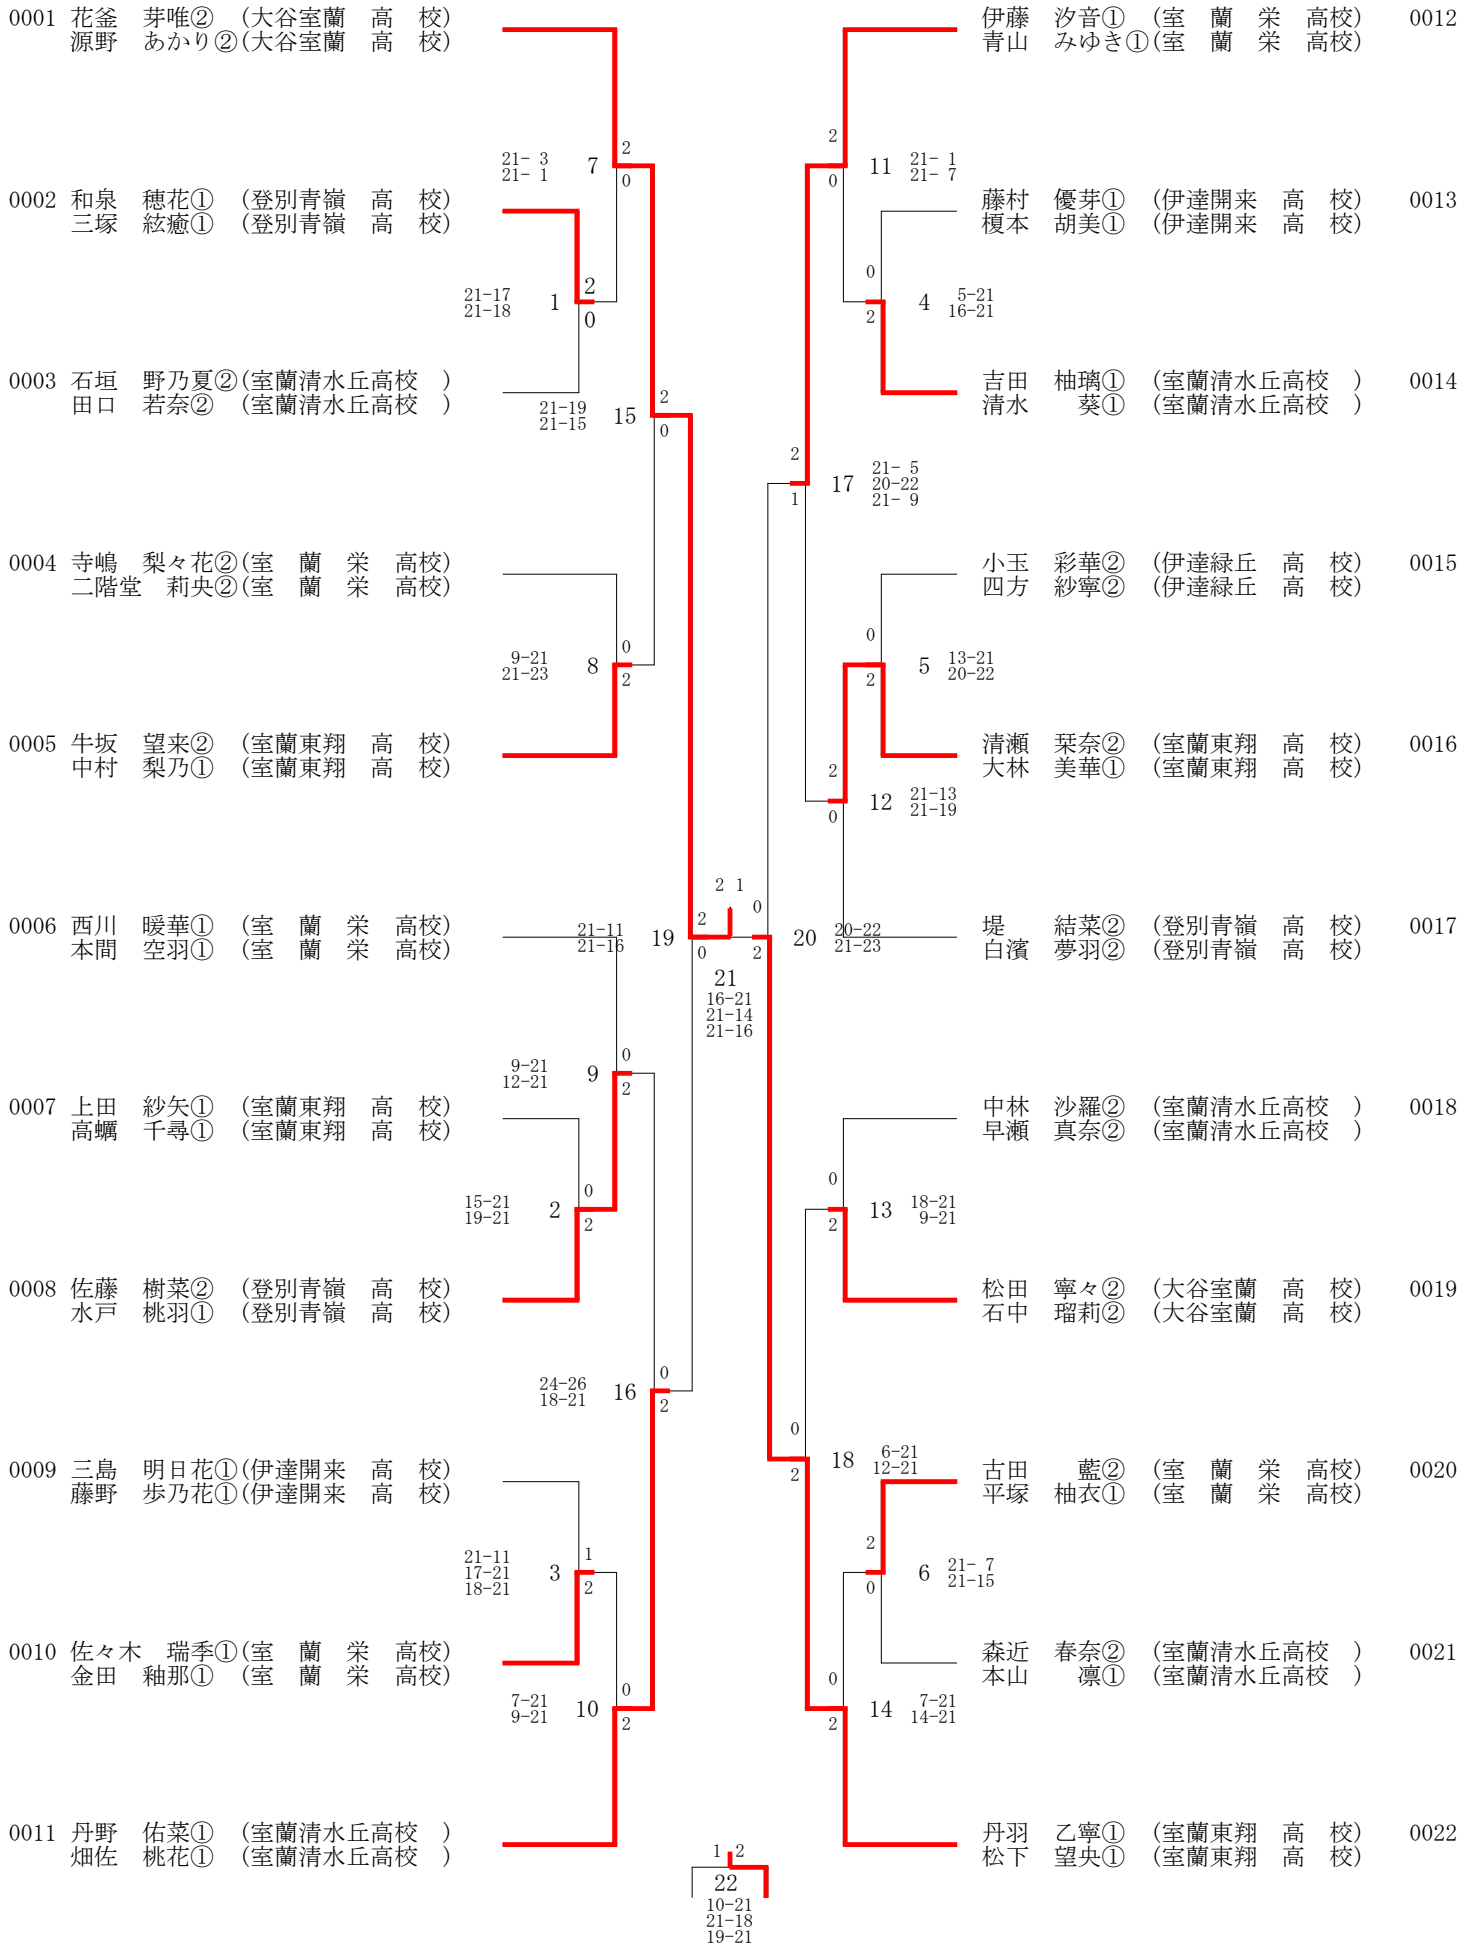 0001 花釜　芽唯②　(大谷室蘭　高　校)
源野　あかり②(大谷室蘭　高　校)
21- 3
21- 1
7
2
0
0002 和泉　穂花①　(登別青嶺　高　校)
三塚　絃癒①　(登別青嶺　高　校)
21-17
21-18
1
2
0
0003 石垣　野乃夏②(室蘭清水丘高校　)
田口　若奈②　(室蘭清水丘高校　)
21-19
21-15
15
2
0
0004 寺嶋　梨々花②(室　蘭　栄　高校)
二階堂　莉央②(室　蘭　栄　高校)
9-21
21-23
8
0
2
0005 牛坂　望来②　(室蘭東翔　高　校)
中村　梨乃①　(室蘭東翔　高　校)
0006 西川　暖華①　(室　蘭　栄　高校)
本間　空羽①　(室　蘭　栄　高校)
21-11
21-16
19
2
0
9-21
12-21
9
0
2
0007 上田　紗矢①　(室蘭東翔　高　校)
高蠣　千尋①　(室蘭東翔　高　校)
15-21
19-21
2
0
2
0008 佐藤　樹菜②　(登別青嶺　高　校)
水戸　桃羽①　(登別青嶺　高　校)
24-26
18-21
16
0
2
0009 三島　明日花①(伊達開来　高　校)
藤野　歩乃花①(伊達開来　高　校)
21-11
17-21
18-21
3
1
2
0010 佐々木　瑞季①(室　蘭　栄　高校)
金田　釉那①　(室　蘭　栄　高校)
7-21
9-21
10
0
2
0011 丹野　佑菜①　(室蘭清水丘高校　)
畑佐　桃花①　(室蘭清水丘高校　)
2 1
21
16-21
21-14
21-16
1 2
22
10-21
21-18
19-21
伊藤　汐音①　(室　蘭　栄　高校)　0012
青山　みゆき①(室　蘭　栄　高校)
2
0
11
21- 1
21- 7
藤村　優芽①　(伊達開来　高　校)　0013
榎本　胡美①　(伊達開来　高　校)
0
2
4
5-21
16-21
吉田　柚璃①　(室蘭清水丘高校　)　0014
清水　　葵①　(室蘭清水丘高校　)
2
1
17
21- 5
20-22
21- 9
小玉　彩華②　(伊達緑丘　高　校)　0015
四方　紗寧②　(伊達緑丘　高　校)
0
2
5
13-21
20-22
清瀬　栞奈②　(室蘭東翔　高　校)　0016
大林　美華①　(室蘭東翔　高　校)
2
0
12
21-13
21-19
0
2
20
20-22
21-23
堤　　結菜②　(登別青嶺　高　校)　0017
白濱　夢羽②　(登別青嶺　高　校)
中林　沙羅②　(室蘭清水丘高校　)　0018
早瀬　真奈②　(室蘭清水丘高校　)
0
2
13
18-21
9-21
松田　寧々②　(大谷室蘭　高　校)　0019
石中　瑠莉②　(大谷室蘭　高　校)
0
2
18
6-21
12-21
古田　　藍②　(室　蘭　栄　高校)　0020
平塚　柚衣①　(室　蘭　栄　高校)
2
0
6
21- 7
21-15
森近　春奈②　(室蘭清水丘高校　)　0021
本山　　凛①　(室蘭清水丘高校　)
0
2
14
7-21
14-21
丹羽　乙寧①　(室蘭東翔　高　校)　0022
松下　望央①　(室蘭東翔　高　校)